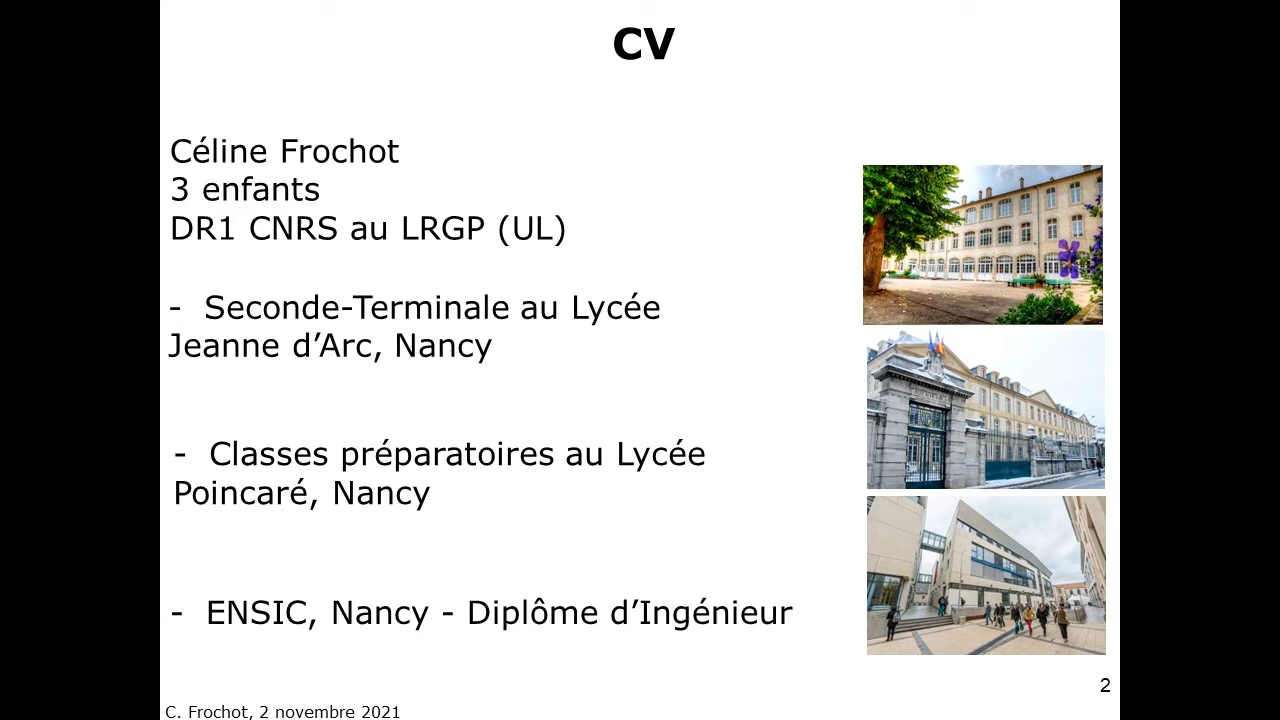 CV
Céline Frochot
3 enfants
DR1 CNRS au LRGP (UL)
- Seconde-Terminale au Lycée
Jeanne d’Arc, Nancy
- Classes préparatoires au Lycée
Poincaré, Nancy
- ENSIC, Nancy - Diplôme d’Ingénieur
2
C. Frochot, 2 novembre 2021